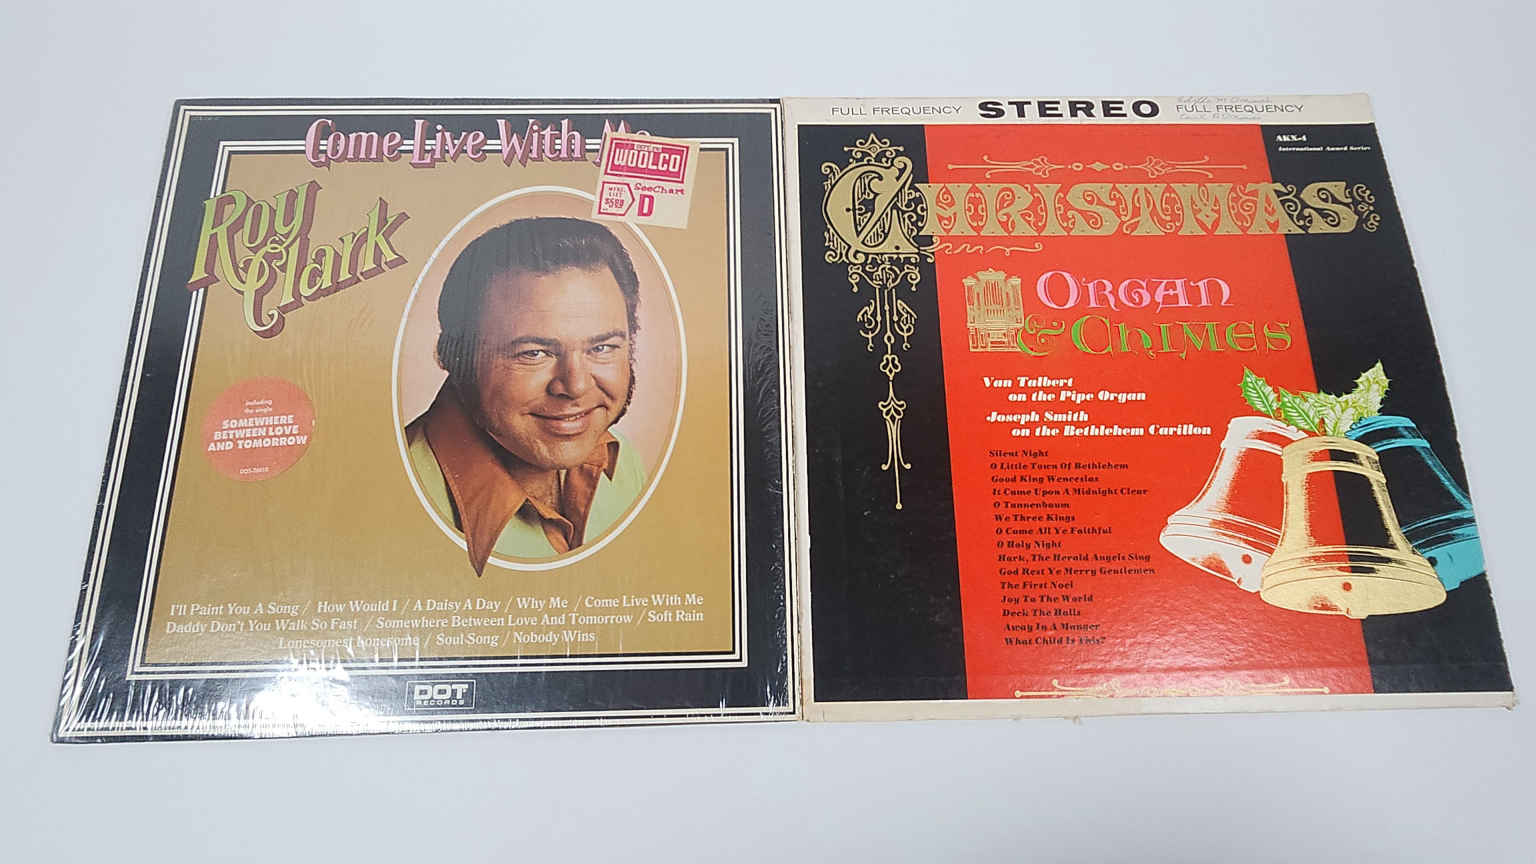 Come Live With Me
Roy
Clark
WOOLCO
MFRS.
LIST
SeeChart
D
including
the single
SOMEWHERE
BETWEEN LOVE
AND TOMORROW
I'll Paint You A Song / How Would I / A Daisy A Day / Why Me / Come Live With Me
Daddy Don't You Walk So Fast / Somewhere Between Love And Tomorrow / Soft Rain
Lonesomest Lonesome / Soul Song / Nobody Wins
DOT
RECORDS
FULL FREQUENCY STEREO FULL FREQUENCY
AKX-4
International Award Series
CHRISTMAS
ORGAN
& CHIMES
Van Talbert
on the Pipe Organ
Joseph Smith
on the Bethlehem Carillon
Silent Night
O Little Town Of Bethlehem
Good King Wenceslas
It Came Upon A Midnight Clear
O Tannenbaum
We Three Kings
O Come All Ye Faithful
O Holy Night
Hark, The Herald Angels Sing
God Rest Ye Merry Gentlemen
The First Noel
Joy To The World
Deck The Halls
Away In A Manger
What Child Is This?